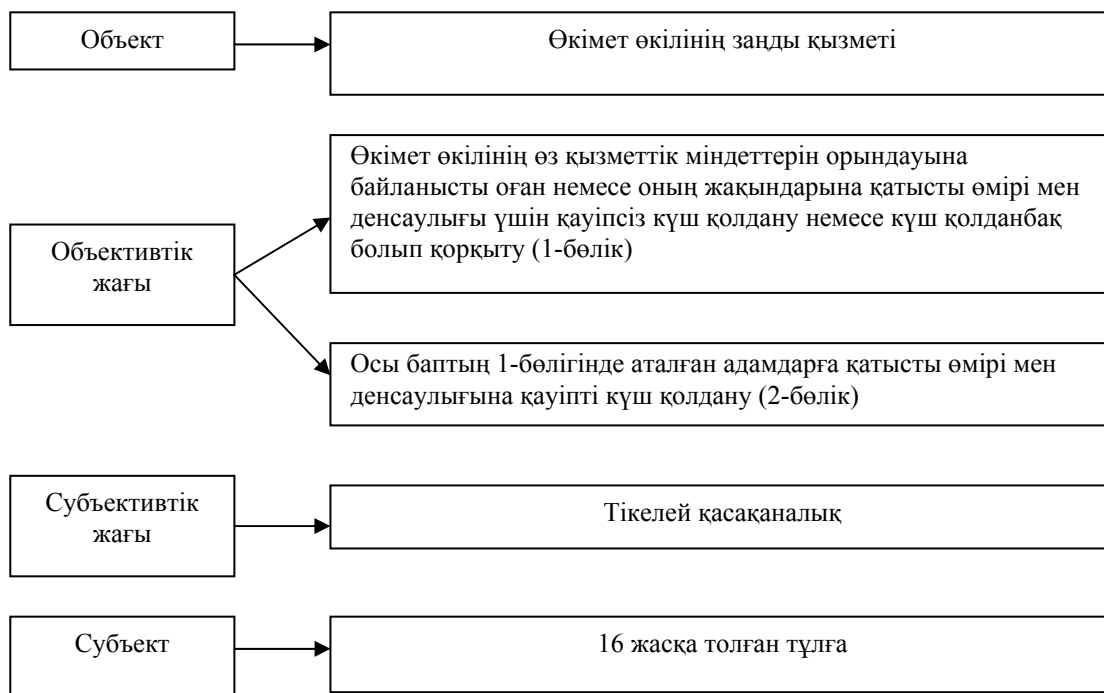 Объект
Өкімет өкілінің заңды қызметі
Объективтік
жағы
Өкімет өкілінің өз қызметтік міндеттерін орындауына
байланысты оған немесе оның жақындарына қатысты өмірі мен
денсаулығы үшін қауіпсіз күш қолдану немесе күш қолданбақ
болып қорқыту (1-бөлік)
Осы баптың 1-бөлігінде аталған адамдарға қатысты өмірі мен
денсаулығына қауіпті күш қолдану (2-бөлік)
Субъективтік
жағы
Тікелей қасақаналық
Субъект
16 жасқа толған тұлға